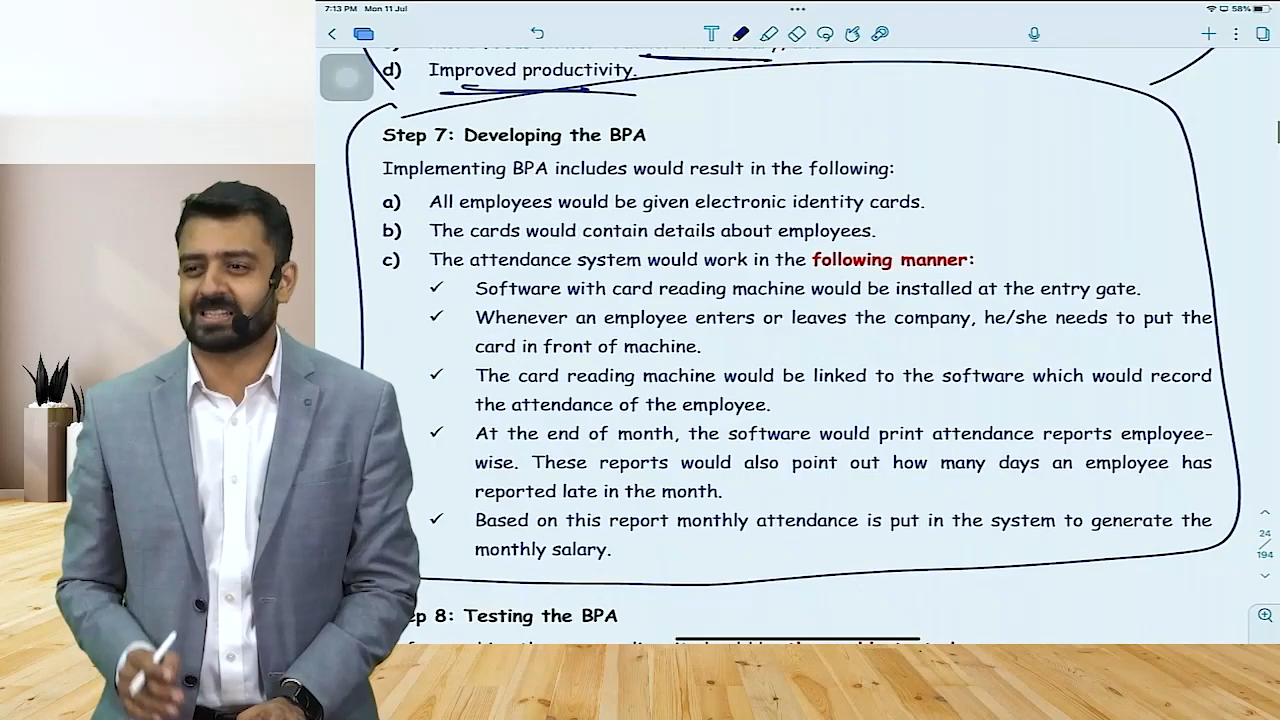 7:13 PM Mon 11 Jul
58%
d) Improved productivity.
Step 7: Developing the BPA
Implementing BPA includes would result in the following:
a) All employees would be given electronic identity cards.
b) The cards would contain details about employees.
c) The attendance system would work in the following manner:
✓ Software with card reading machine would be installed at the entry gate.
✓ Whenever an employee enters or leaves the company, he/she needs to put the
card in front of machine.
✓ The card reading machine would be linked to the software which would record
the attendance of the employee.
✓ At the end of month, the software would print attendance reports employee-
wise. These reports would also point out how many days an employee has
reported late in the month.
✓ Based on this report monthly attendance is put in the system to generate the
monthly salary.
24
/
194
8: Testing the BPA